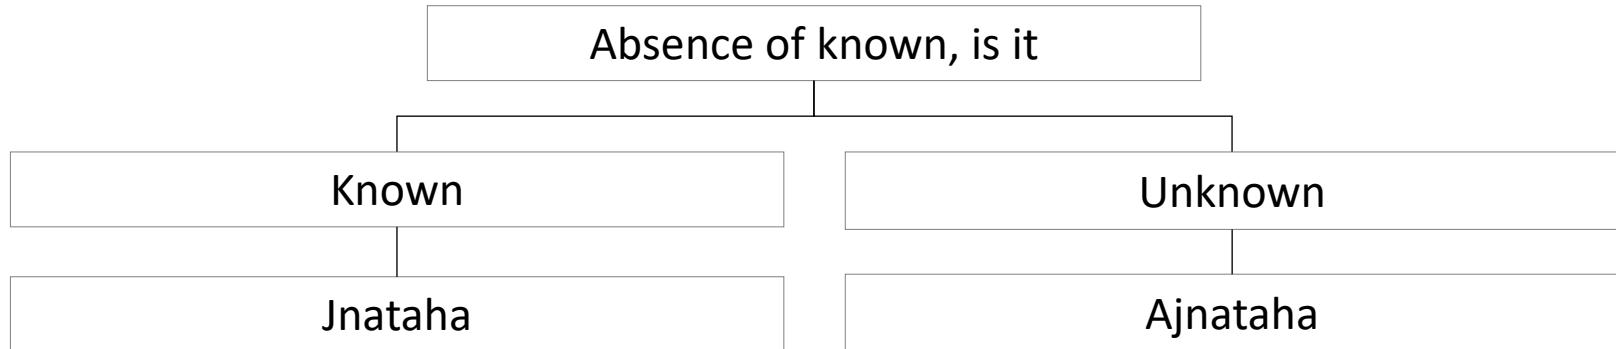 Absence of known, is it
Known
Unknown
Jnataha
Ajnataha